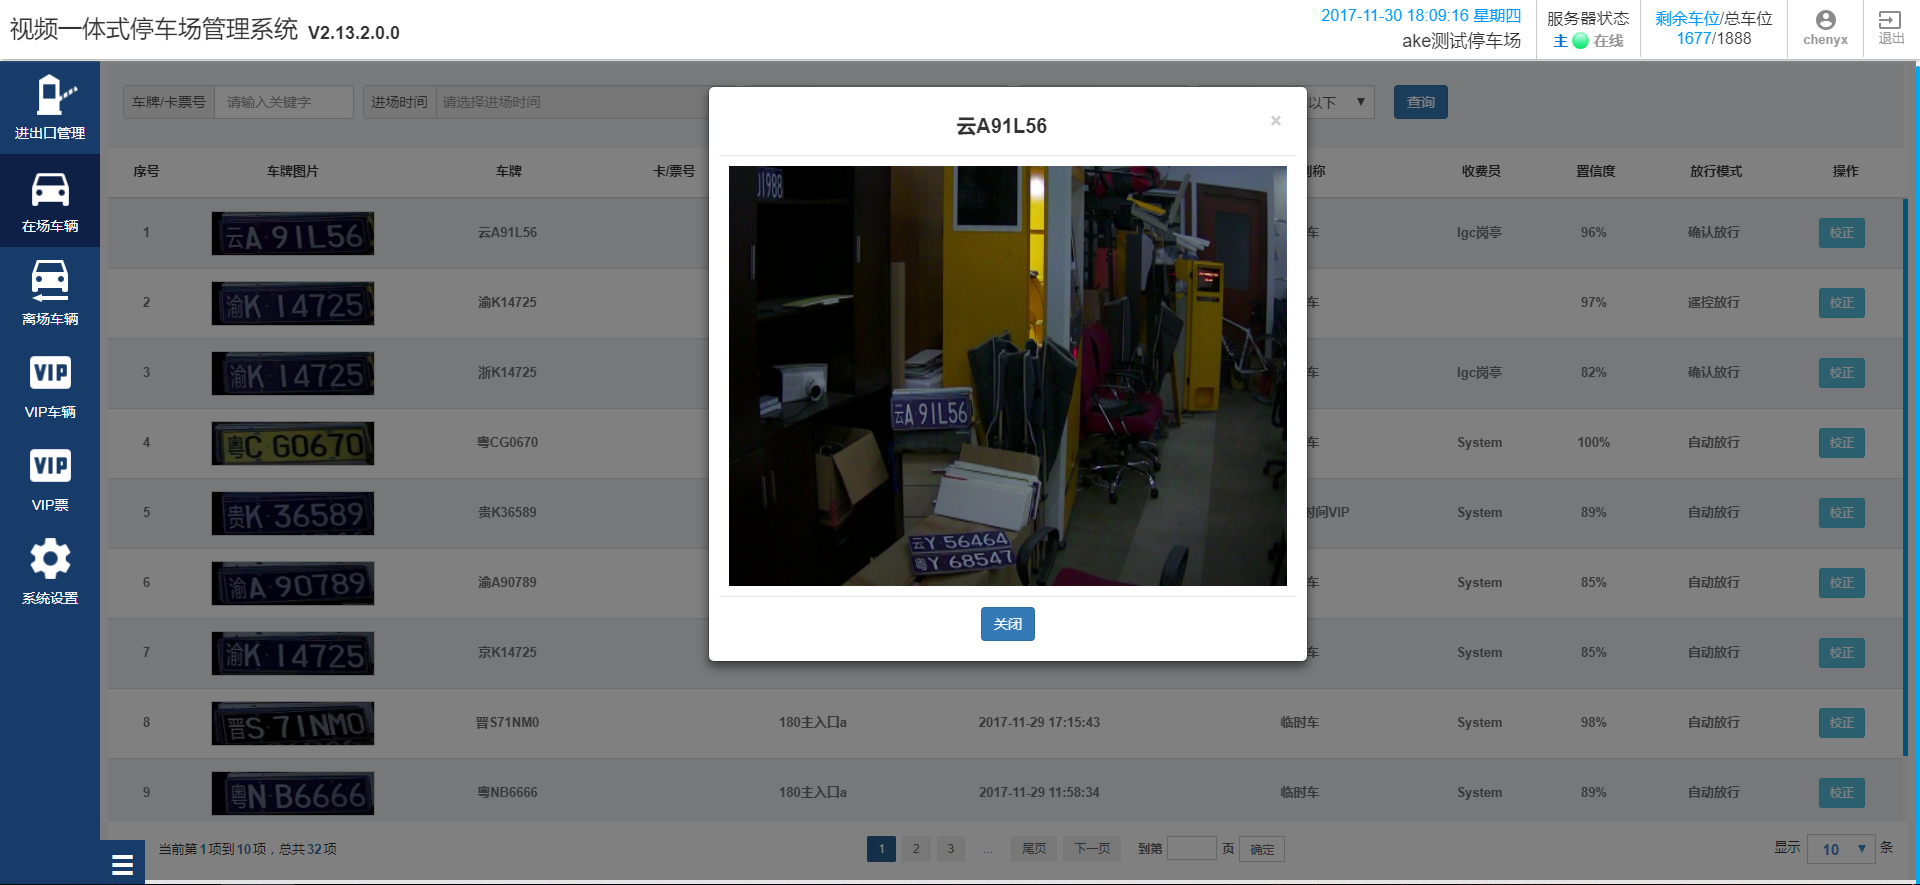 视频一体式停车场管理系统 V2.13.2.0.0
2017-11-30 18:09:16 星期四
ake测试停车场
服务器状态
主 在线
剩余车位/总车位
1677/1888
chenyx
退出
进出口管理
在场车辆
离场车辆
VIP
VIP车辆
VIP
VIP票
系统设置
车牌/卡票号 请输入关键字 进场时间 请选择进场时间 以下 ▼ 查询
序号 车牌图片 车牌 卡/票号 称 收费员 置信度 放行模式 操作
1 云A·91L56 云A91L56 车 lgc岗亭 96% 确认放行 校正
2 渝K·14725 渝K14725 车 97% 遥控放行 校正
3 渝K·14725 浙K14725 车 lgc岗亭 82% 确认放行 校正
4 粤C·G0670 粤CG0670 车 System 100% 自动放行 校正
5 贵K·36589 贵K36589 时间VIP System 89% 自动放行 校正
6 渝A·90789 渝A90789 车 System 85% 自动放行 校正
7 渝K·14725 京K14725 车 System 85% 自动放行 校正
8 晋S·71NM0 晋S71NM0 180主入口a 2017-11-29 17:15:43 临时车 System 98% 自动放行 校正
9 粤N·B6666 粤NB6666 180主入口a 2017-11-29 11:58:34 临时车 System 89% 自动放行 校正
云A91L56 ×
J1988
云A·91L56
云Y 56464
粤Y·68547
关闭
当前第1项到10项，总共32项
1 2 3 ... 尾页 下一页 到第 页 确定
显示 10 ▼ 条